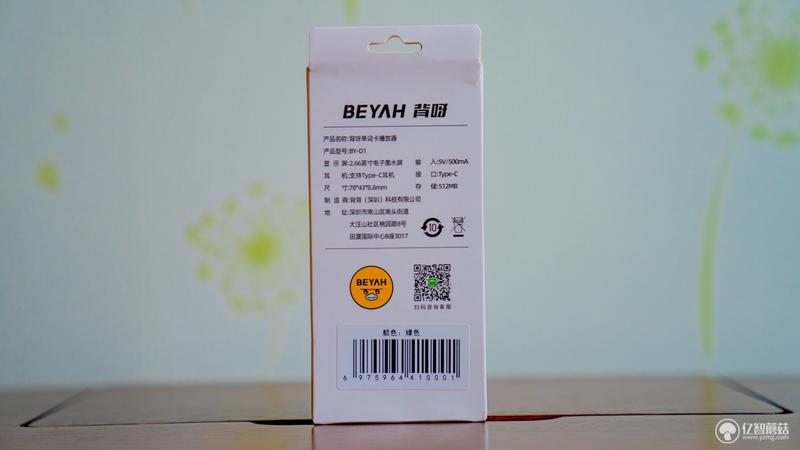 BEYAH 背呀
产品名称:背呀单词卡播放器
产品型号:BY-D1
显示屏:2.66英寸电子墨水屏 输入:5V/500mA
耳机:支持Type-C耳机 接口:Type-C
尺寸:78*43*8.8mm 存储:512MB
制造商:背背（深圳）科技有限公司
地址:深圳市南山区南头街道
大汪山社区桃园路8号
田厦国际中心B座3017
10
BEYAH
扫码咨询客服
颜色：绿色
6 975964 410001
亿智蘑菇
www.yzmg.com